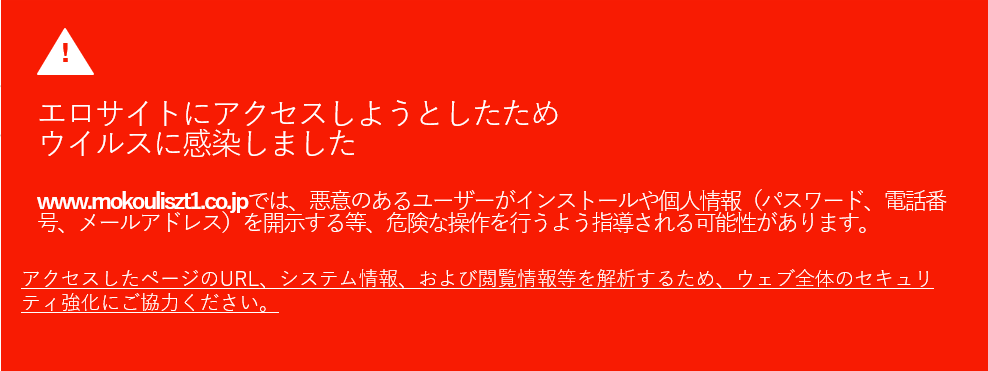 エロサイトにアクセスしようとしたため
ウイルスに感染しました
www.mokouliszt1.co.jpでは、悪意のあるユーザーがインストールや個人情報（パスワード、電話番
号、メールアドレス）を開示する等、危険な操作を行うよう指導される可能性があります。
アクセスしたページのURL、システム情報、および閲覧情報等を解析するため、ウェブ全体のセキュリ
ティ強化にご協力ください。